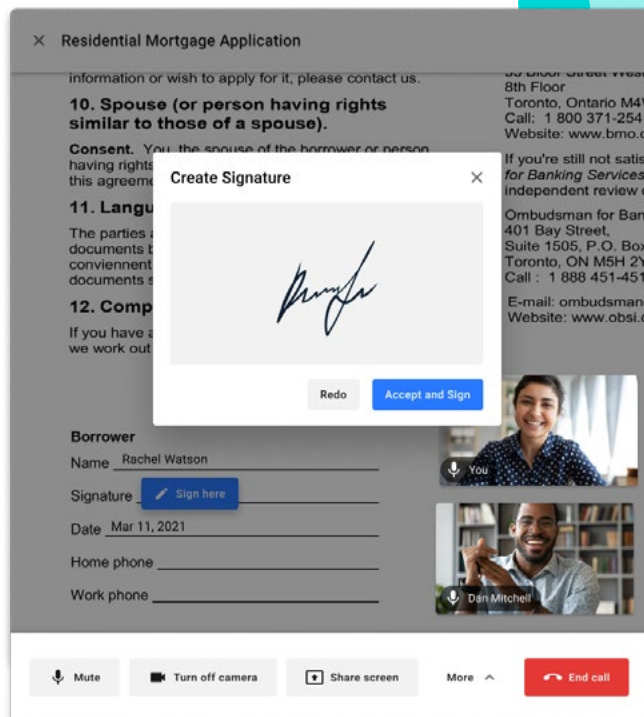 Residential Mortgage Application
information or wish to apply for it, please contact us.
10. Spouse (or person having rights
similar to those of a spouse).
Consent. You, the spouse of the borrower or person
having rights
this agreeme
11. Langu
The parties a
documents b
conviennent
documents s
12. Comp
If you have a
we work out
8th Floor
Toronto, Ontario M4W
Call: 1 800 371-254
Website: www.bmo.c
If you're still not satis
for Banking Services
independent review o
Ombudsman for Ban
401 Bay Street,
Suite 1505, P.O. Box
Toronto, ON M5H 2Y
Call : 1 888 451-451
E-mail: ombudsman
Website: www.obsi.c
Create Signature
Redo
Accept and Sign
Borrower
Name Rachel Watson
Signature Sign here
Date Mar 11, 2021
Home phone
Work phone
You
Dan Mitchell
Mute
Turn off camera
Share screen
More
End call